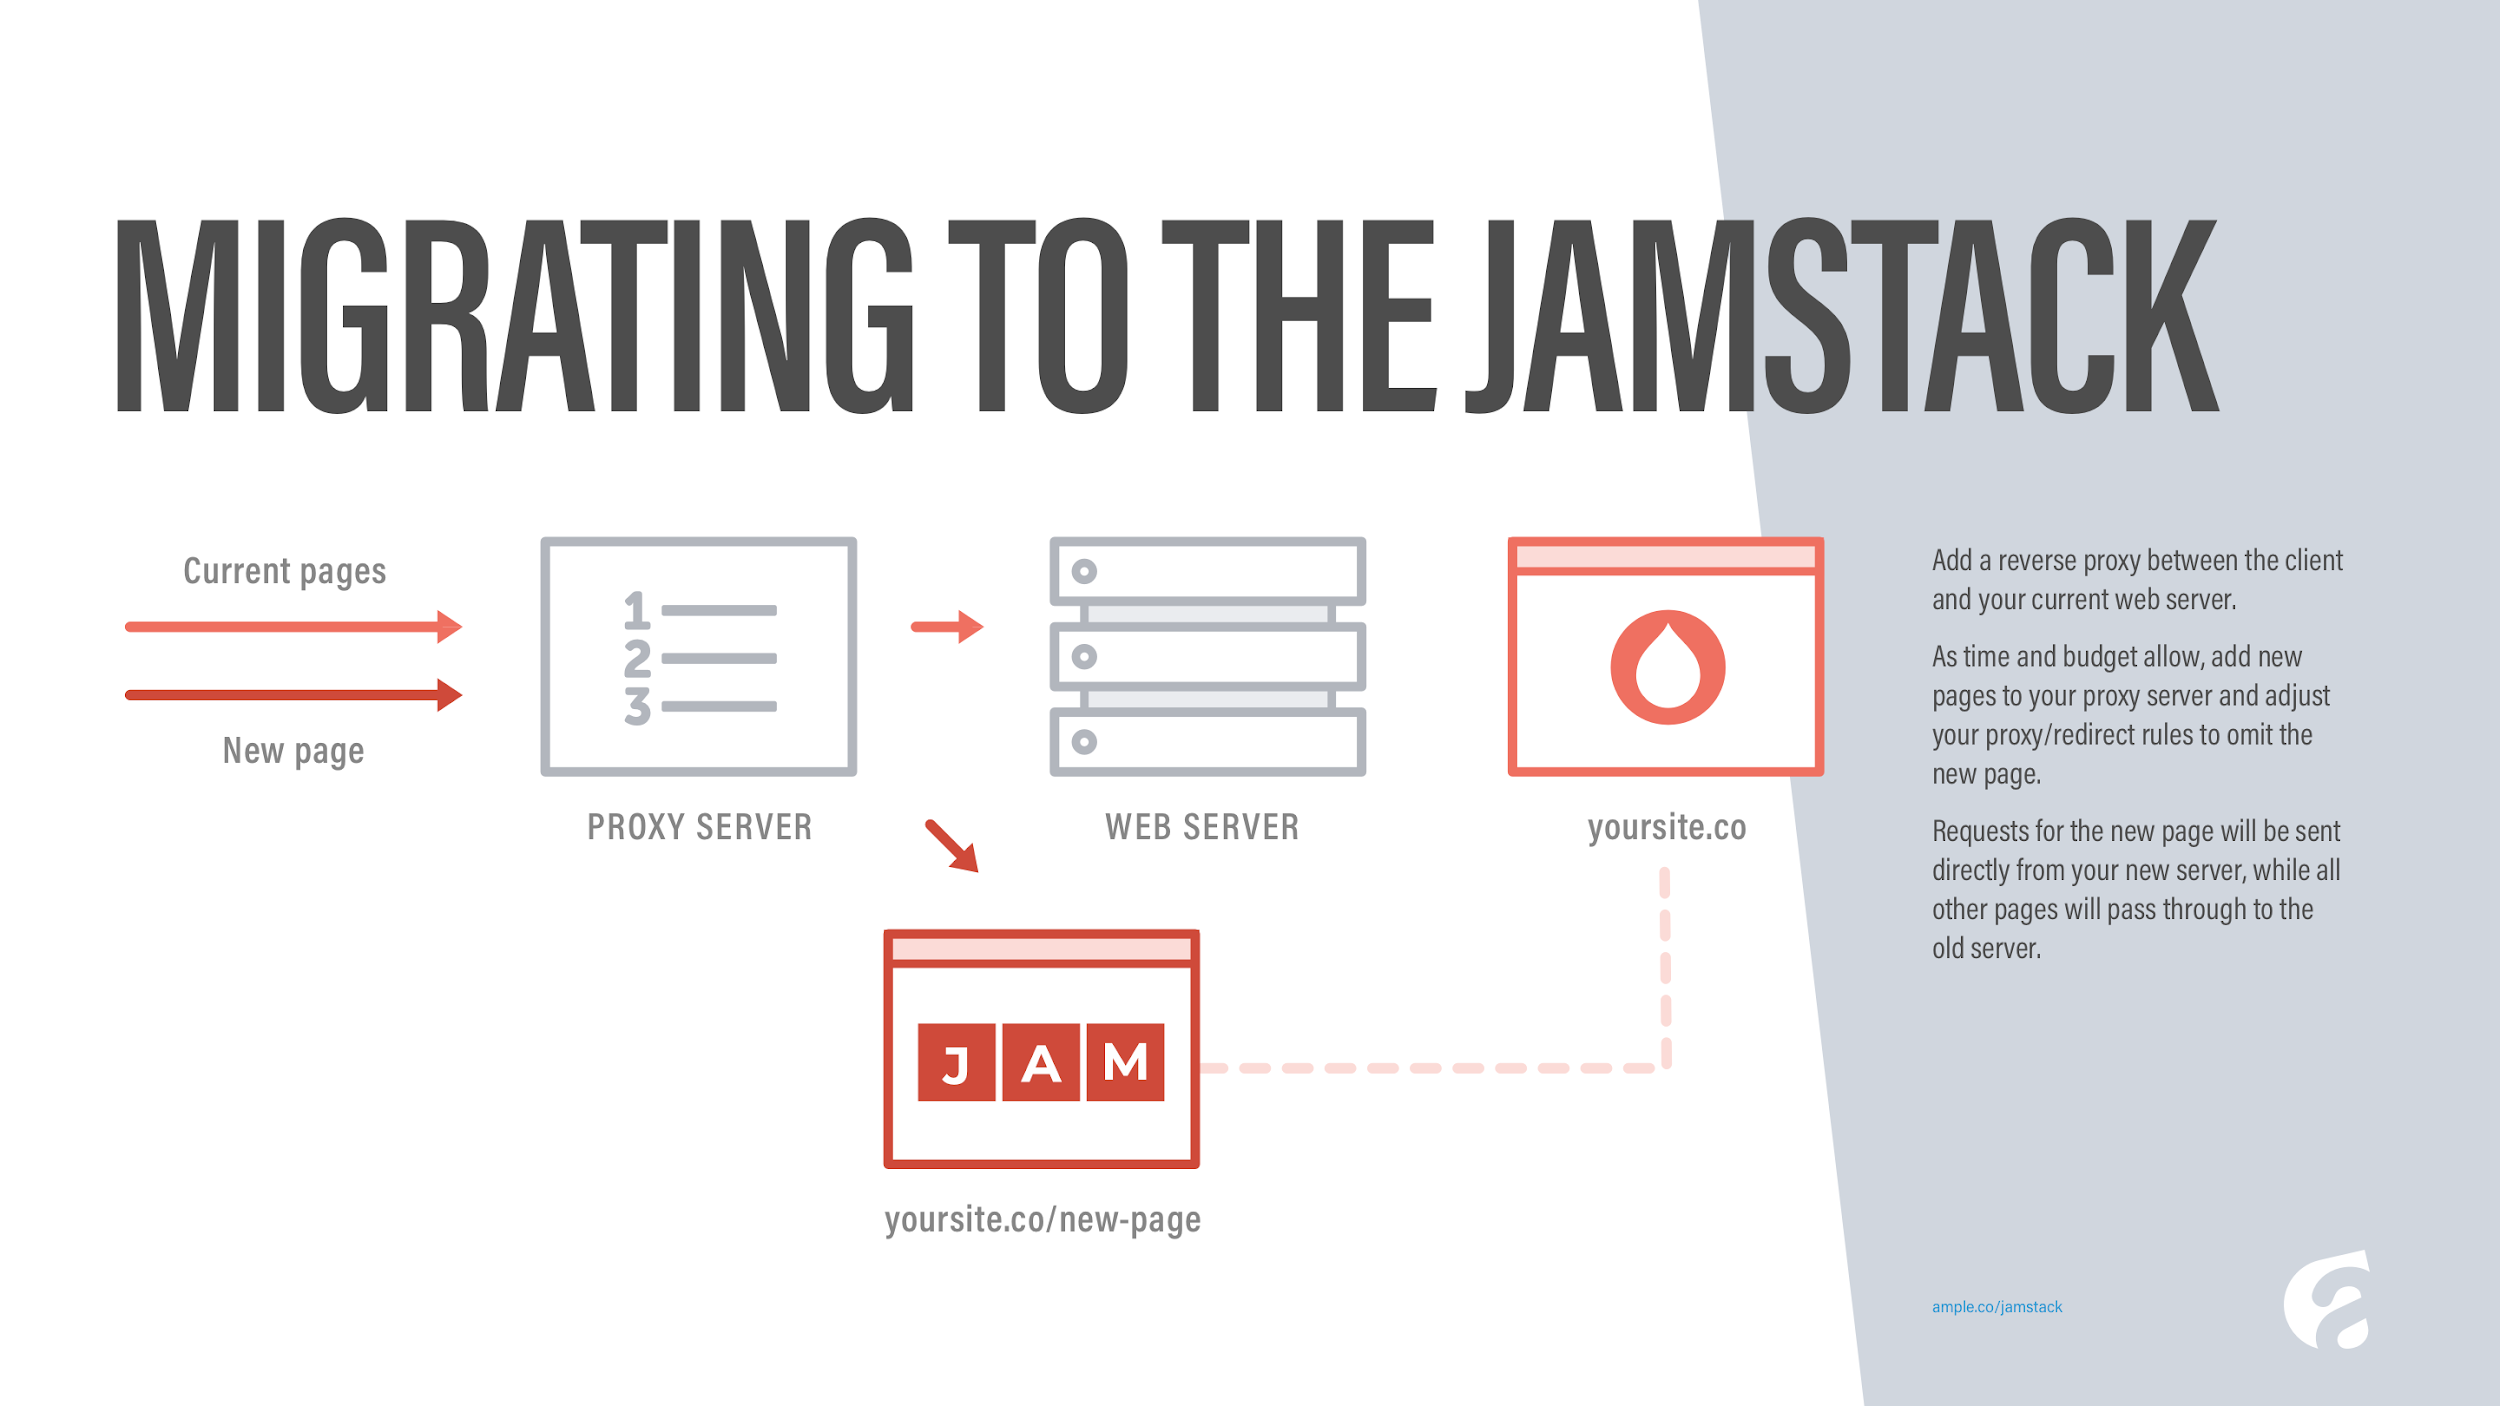 MIGRATING TO THE JAMSTACK
Current pages
New page
1
2
3
PROXY SERVER
WEB SERVER
yoursite.co
J A M
yoursite.co/new-page
Add a reverse proxy between the client
and your current web server.
As time and budget allow, add new
pages to your proxy server and adjust
your proxy/redirect rules to omit the
new page.
Requests for the new page will be sent
directly from your new server, while all
other pages will pass through to the
old server.
ample.co/jamstack